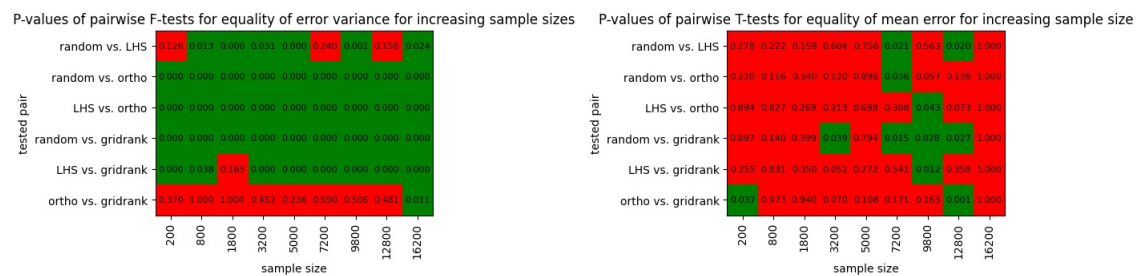 P-values of pairwise F-tests for equality of error variance for increasing sample sizes
tested pair
random vs. LHS 0.126 0.013 0.000 0.031 0.000 0.240 0.001 0.156 0.024
random vs. ortho 0.000 0.000 0.000 0.000 0.000 0.000 0.000 0.000 0.000
LHS vs. ortho 0.000 0.000 0.000 0.000 0.000 0.000 0.000 0.000 0.000
random vs. gridrank 0.000 0.000 0.000 0.000 0.000 0.000 0.000 0.000 0.000
LHS vs. gridrank 0.000 0.038 0.165 0.000 0.000 0.000 0.000 0.000 0.000
ortho vs. gridrank 0.370 1.000 1.000 0.452 0.236 0.590 0.506 0.481 0.011
200 800 1800 3200 5000 7200 9800 12800 16200
sample size
P-values of pairwise T-tests for equality of mean error for increasing sample size
tested pair
random vs. LHS 0.278 0.222 0.159 0.604 0.756 0.021 0.563 0.020 1.000
random vs. ortho 0.220 0.116 0.340 0.120 0.896 0.036 0.057 0.138 1.000
LHS vs. ortho 0.894 0.827 0.269 0.213 0.698 0.308 0.043 0.073 1.000
random vs. gridrank 0.697 0.140 0.399 0.039 0.794 0.015 0.028 0.027 1.000
LHS vs. gridrank 0.255 0.831 0.350 0.052 0.272 0.541 0.012 0.358 1.000
ortho vs. gridrank 0.037 0.973 0.940 0.070 0.108 0.171 0.163 0.001 1.000
200 800 1800 3200 5000 7200 9800 12800 16200
sample size